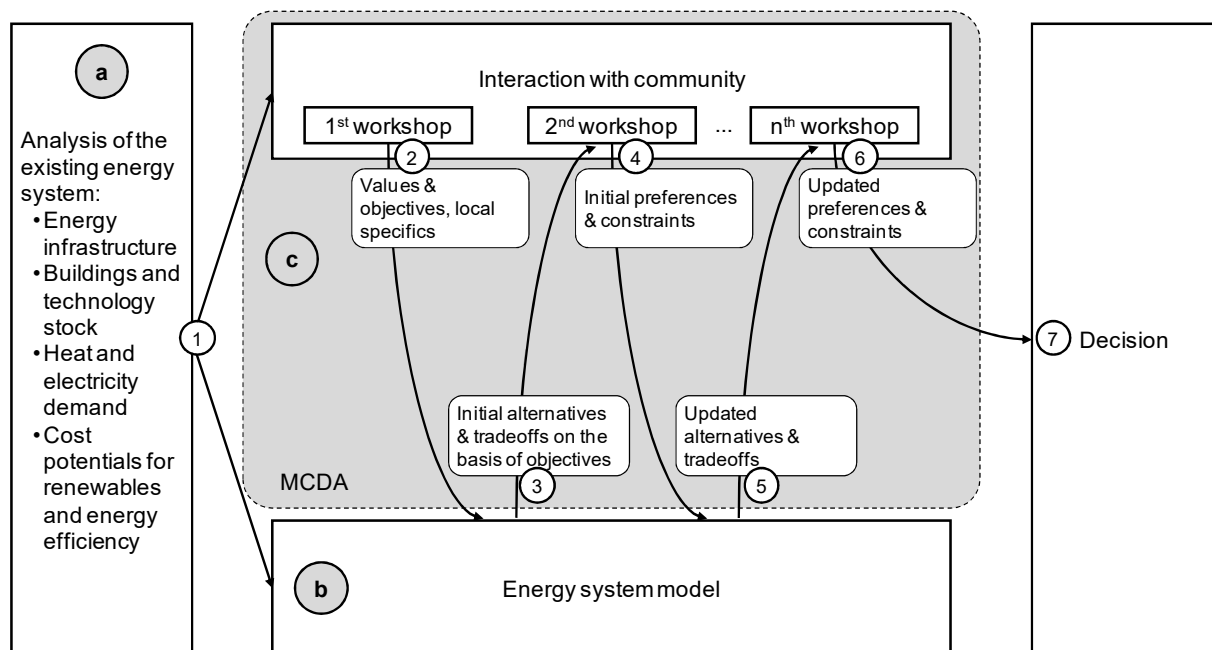 a
Analysis of the
existing energy
system:
•Energy
infrastructure
•Buildings and
technology
stock
•Heat and
electricity
demand
•Cost
potentials for
renewables
and energy
efficiency
1
Interaction with community
1st workshop
2nd workshop
...
nth workshop
2
4
6
Values &
objectives, local
specifics
Initial preferences
& constraints
Updated
preferences &
constraints
c
Initial alternatives
& tradeoffs on the
basis of objectives
Updated
alternatives &
tradeoffs
3
5
MCDA
b
Energy system model
7
Decision